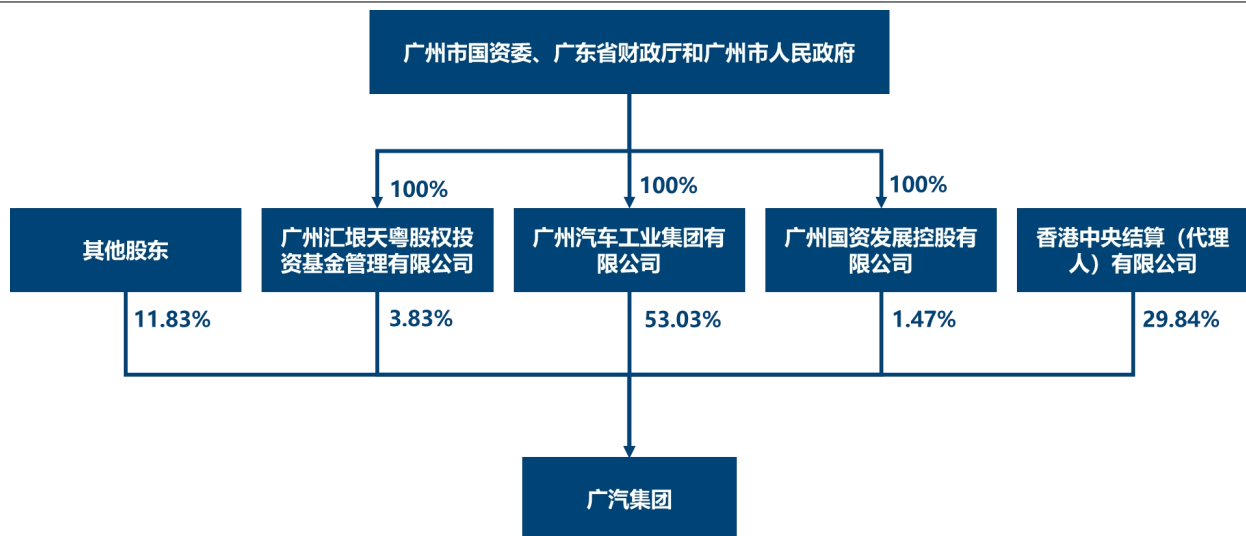 广州市国资委、广东省财政厅和广州市人民政府
100%
100%
100%
其他股东
广州汇垠天粤股权投
资基金管理有限公司
广州汽车工业集团有
限公司
广州国资发展控股有
限公司
香港中央结算（代理
人）有限公司
11.83%
3.83%
53.03%
1.47%
29.84%
广汽集团